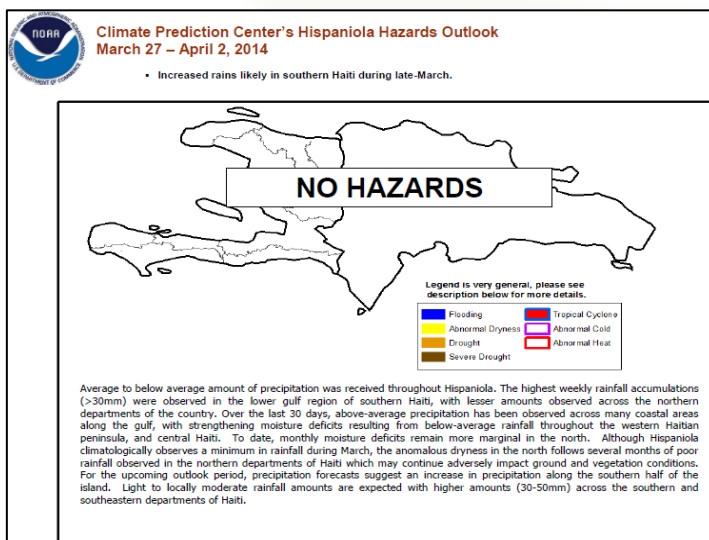 NOAA
NATIONAL OCEANIC AND ATMOSPHERIC ADMINISTRATION
U.S. DEPARTMENT OF COMMERCE
Climate Prediction Center's Hispaniola Hazards Outlook
March 27 – April 2, 2014
• Increased rains likely in southern Haiti during late-March.
NO HAZARDS
Legend is very general, please see
description below for more details.
Flooding
Tropical Cyclone
Abnormal Dryness
Abnormal Cold
Drought
Abnormal Heat
Severe Drought
Average to below average amount of precipitation was received throughout Hispaniola. The highest weekly rainfall accumulations
(>30mm) were observed in the lower gulf region of southern Haiti, with lesser amounts observed across the northern
departments of the country. Over the last 30 days, above-average precipitation has been observed across many coastal areas
along the gulf, with strengthening moisture deficits resulting from below-average rainfall throughout the western Haitian
peninsula, and central Haiti. To date, monthly moisture deficits remain more marginal in the north. Although Hispaniola
climatologically observes a minimum in rainfall during March, the anomalous dryness in the north follows several months of poor
rainfall observed in the northern departments of Haiti which may continue adversely impact ground and vegetation conditions.
For the upcoming outlook period, precipitation forecasts suggest an increase in precipitation along the southern half of the
island. Light to locally moderate rainfall amounts are expected with higher amounts (30-50mm) across the southern and
southeastern departments of Haiti.